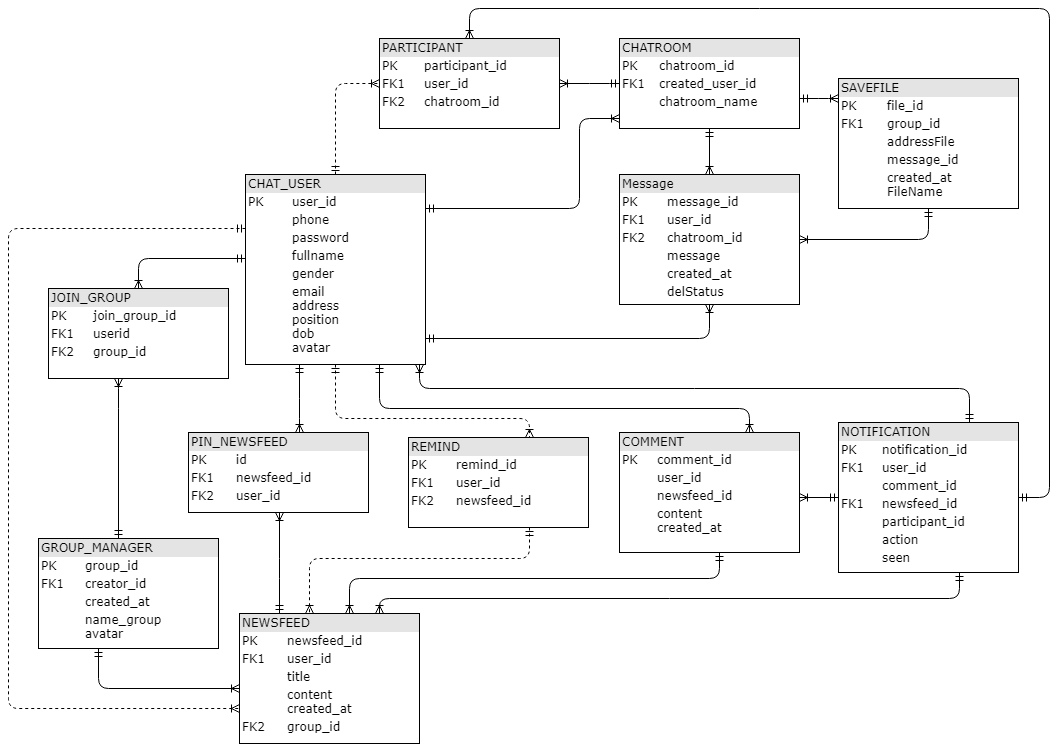 PARTICIPANT
PK participant_id
FK1 user_id
FK2 chatroom_id
CHATROOM
PK chatroom_id
FK1 created_user_id
chatroom_name
SAVEFILE
PK file_id
FK1 group_id
addressFile
message_id
created_at
FileName
CHAT_USER
PK user_id
phone
password
fullname
gender
email
address
position
dob
avatar
Message
PK message_id
FK1 user_id
FK2 chatroom_id
message
created_at
delStatus
JOIN_GROUP
PK join_group_id
FK1 userid
FK2 group_id
PIN_NEWSFEED
PK id
FK1 newsfeed_id
FK2 user_id
REMIND
PK remind_id
FK1 user_id
FK2 newsfeed_id
COMMENT
PK comment_id
user_id
newsfeed_id
content
created_at
NOTIFICATION
PK notification_id
FK1 user_id
comment_id
FK1 newsfeed_id
participant_id
action
seen
GROUP_MANAGER
PK group_id
FK1 creator_id
created_at
name_group
avatar
NEWSFEED
PK newsfeed_id
FK1 user_id
title
content
created_at
FK2 group_id